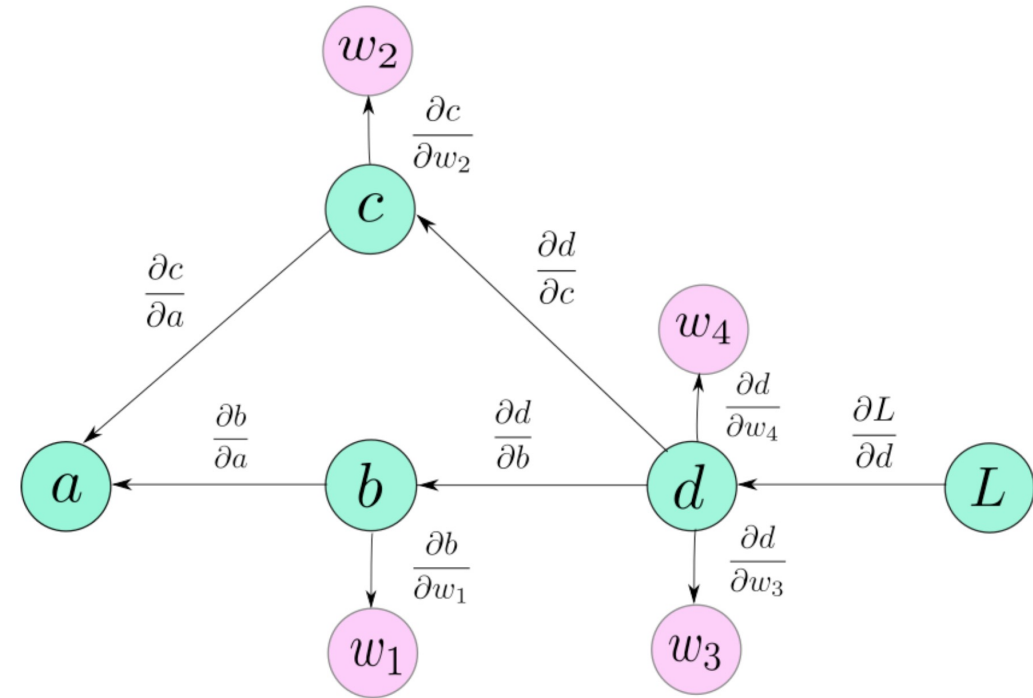 w₂
∂c/∂w₂
c
∂d/∂c
∂c/∂a
w₄
∂d/∂w₄
∂L/∂d
∂b/∂a
∂d/∂b
a
b
d
L
∂b/∂w₁
∂d/∂w₃
w₁
w₃